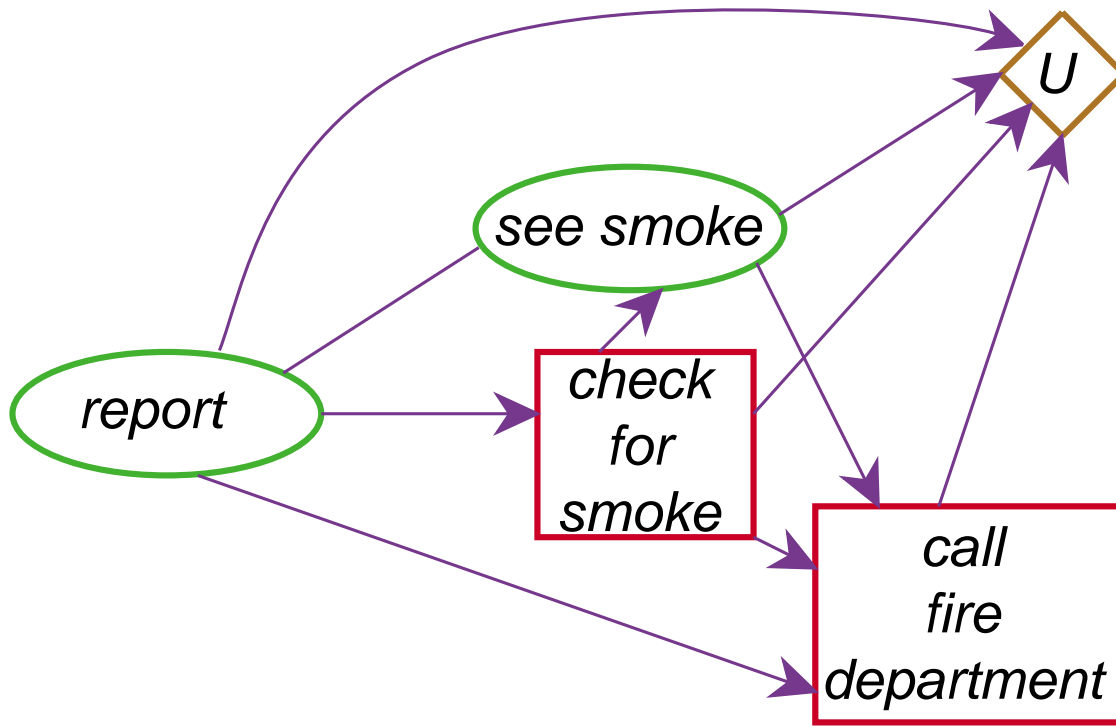 U
see smoke
report
check
for
smoke
call
fire
department